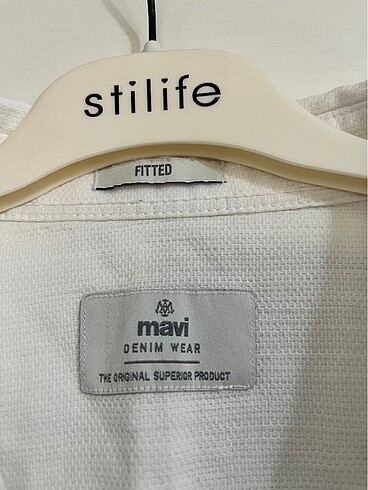 stilife
FITTED
mavi
DENIM WEAR
THE ORIGINAL SUPERIOR PRODUCT